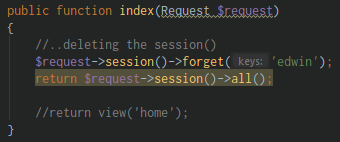 public function index(Request $request)
{
//..deleting the session()
$request->session()->forget( keys: 'edwin');
return $request->session()->all();
//return view('home');
}